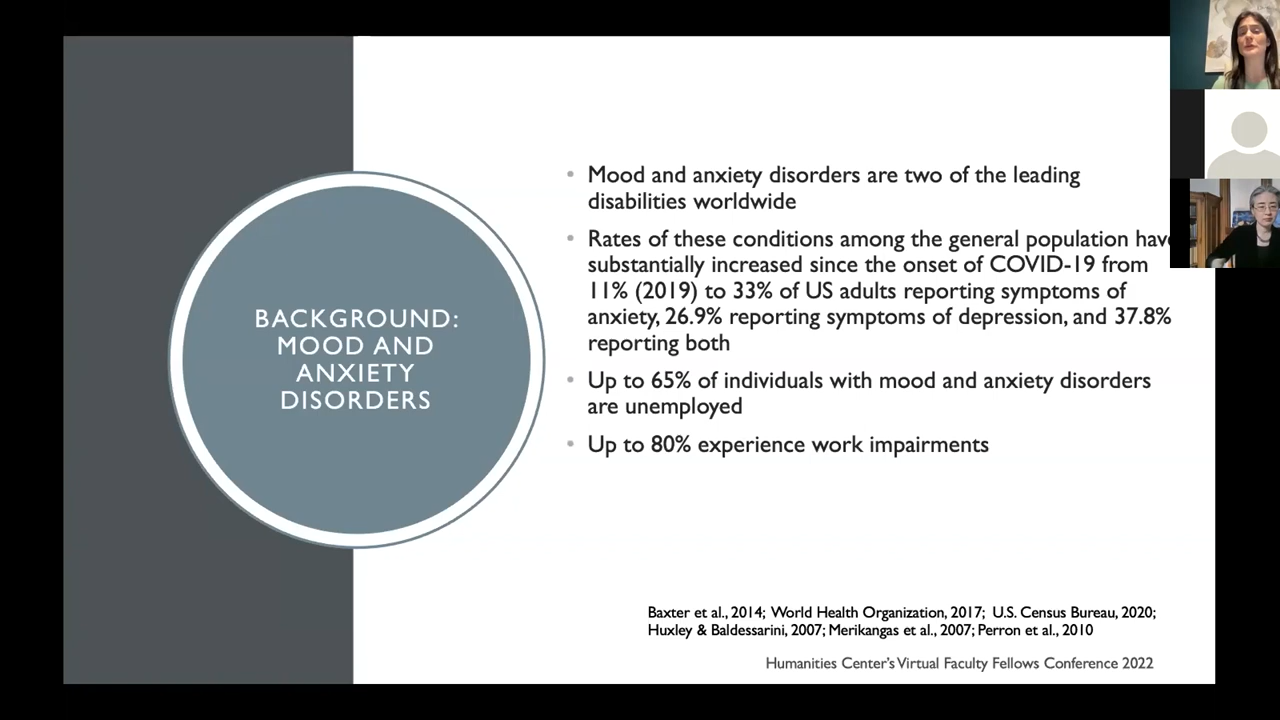 BACKGROUND:
MOOD AND
ANXIETY
DISORDERS
• Mood and anxiety disorders are two of the leading
disabilities worldwide
• Rates of these conditions among the general population have
substantially increased since the onset of COVID-19 from
11% (2019) to 33% of US adults reporting symptoms of
anxiety, 26.9% reporting symptoms of depression, and 37.8%
reporting both
• Up to 65% of individuals with mood and anxiety disorders
are unemployed
• Up to 80% experience work impairments
Baxter et al., 2014; World Health Organization, 2017; U.S. Census Bureau, 2020;
Huxley & Baldessarini, 2007; Merikangas et al., 2007; Perron et al., 2010
Humanities Center's Virtual Faculty Fellows Conference 2022